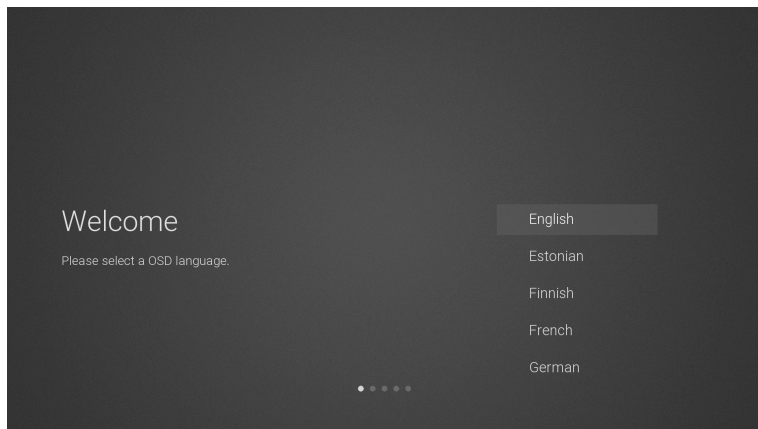 Welcome
Please select a OSD language.
English
Estonian
Finnish
French
German